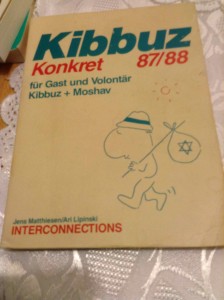 Kibbuz
Konkret 87/88
für Gast und Volontär
Kibbuz + Moshav
Jens Matthiesen/Ari Lipinski
INTERCONNECTIONS